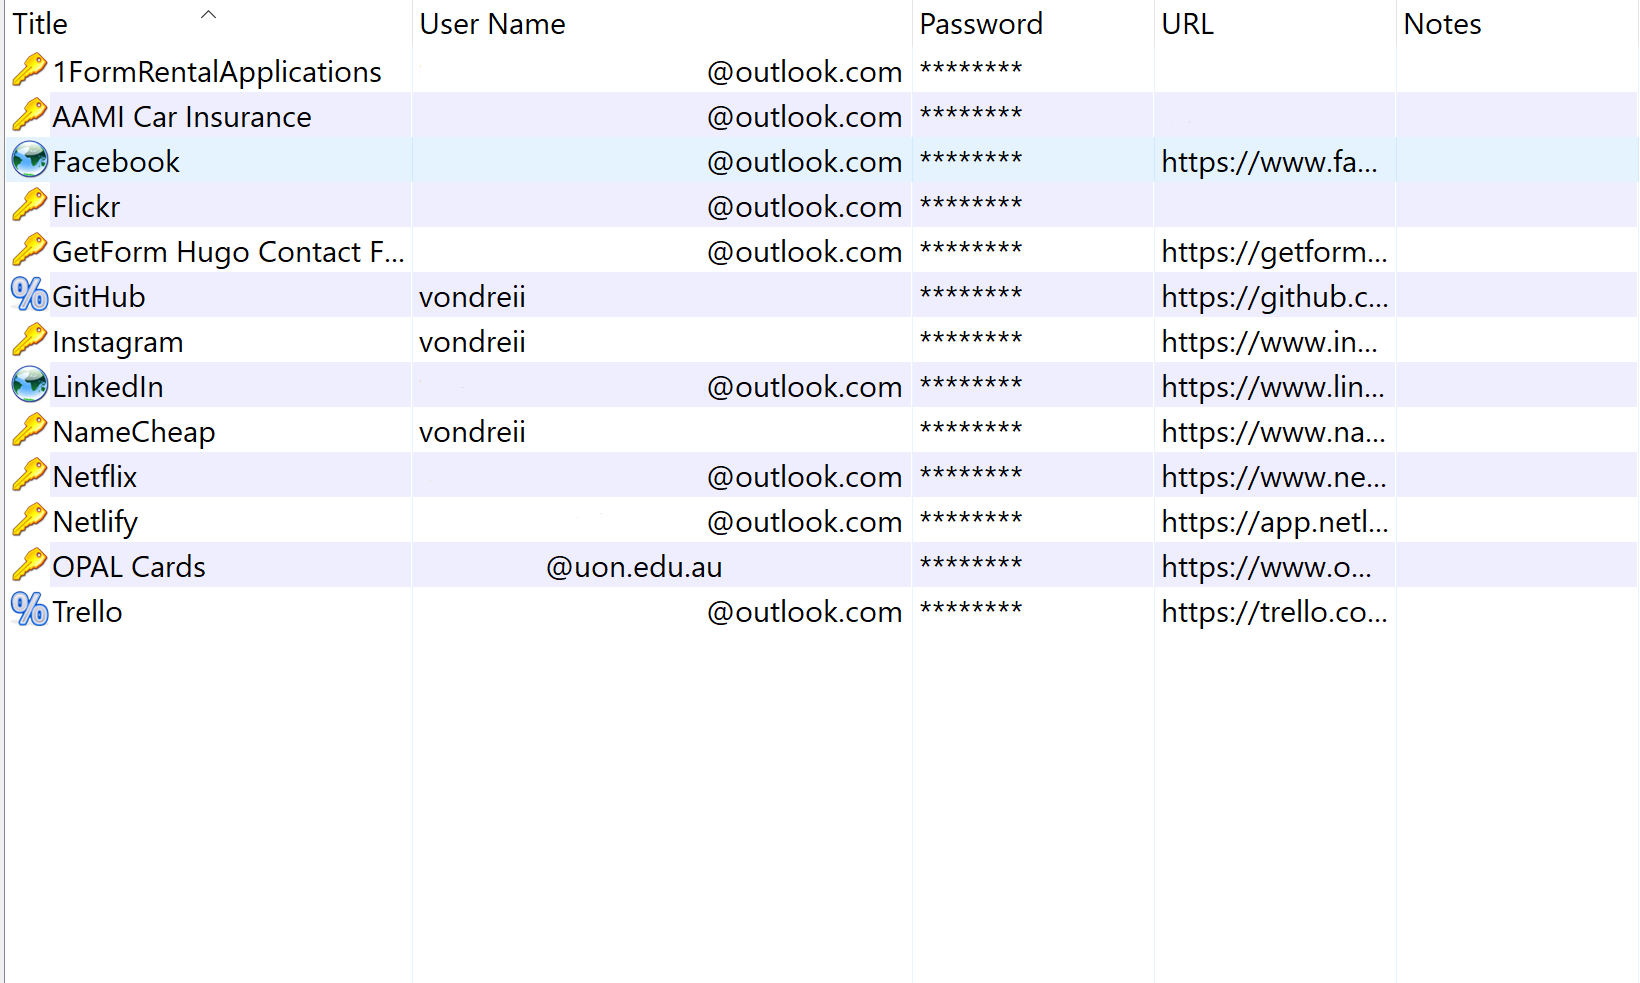 Title User Name Password URL Notes
1FormRentalApplications @outlook.com ********
AAMI Car Insurance @outlook.com ********
Facebook @outlook.com ******** https://www.fa...
Flickr @outlook.com ********
GetForm Hugo Contact F... @outlook.com ******** https://getform...
GitHub vondreii ******** https://github.c...
Instagram vondreii ******** https://www.in...
LinkedIn @outlook.com ******** https://www.lin...
NameCheap vondreii ******** https://www.na...
Netflix @outlook.com ******** https://www.ne...
Netlify @outlook.com ******** https://app.netl...
OPAL Cards @uon.edu.au ******** https://www.o...
Trello @outlook.com ******** https://trello.co...